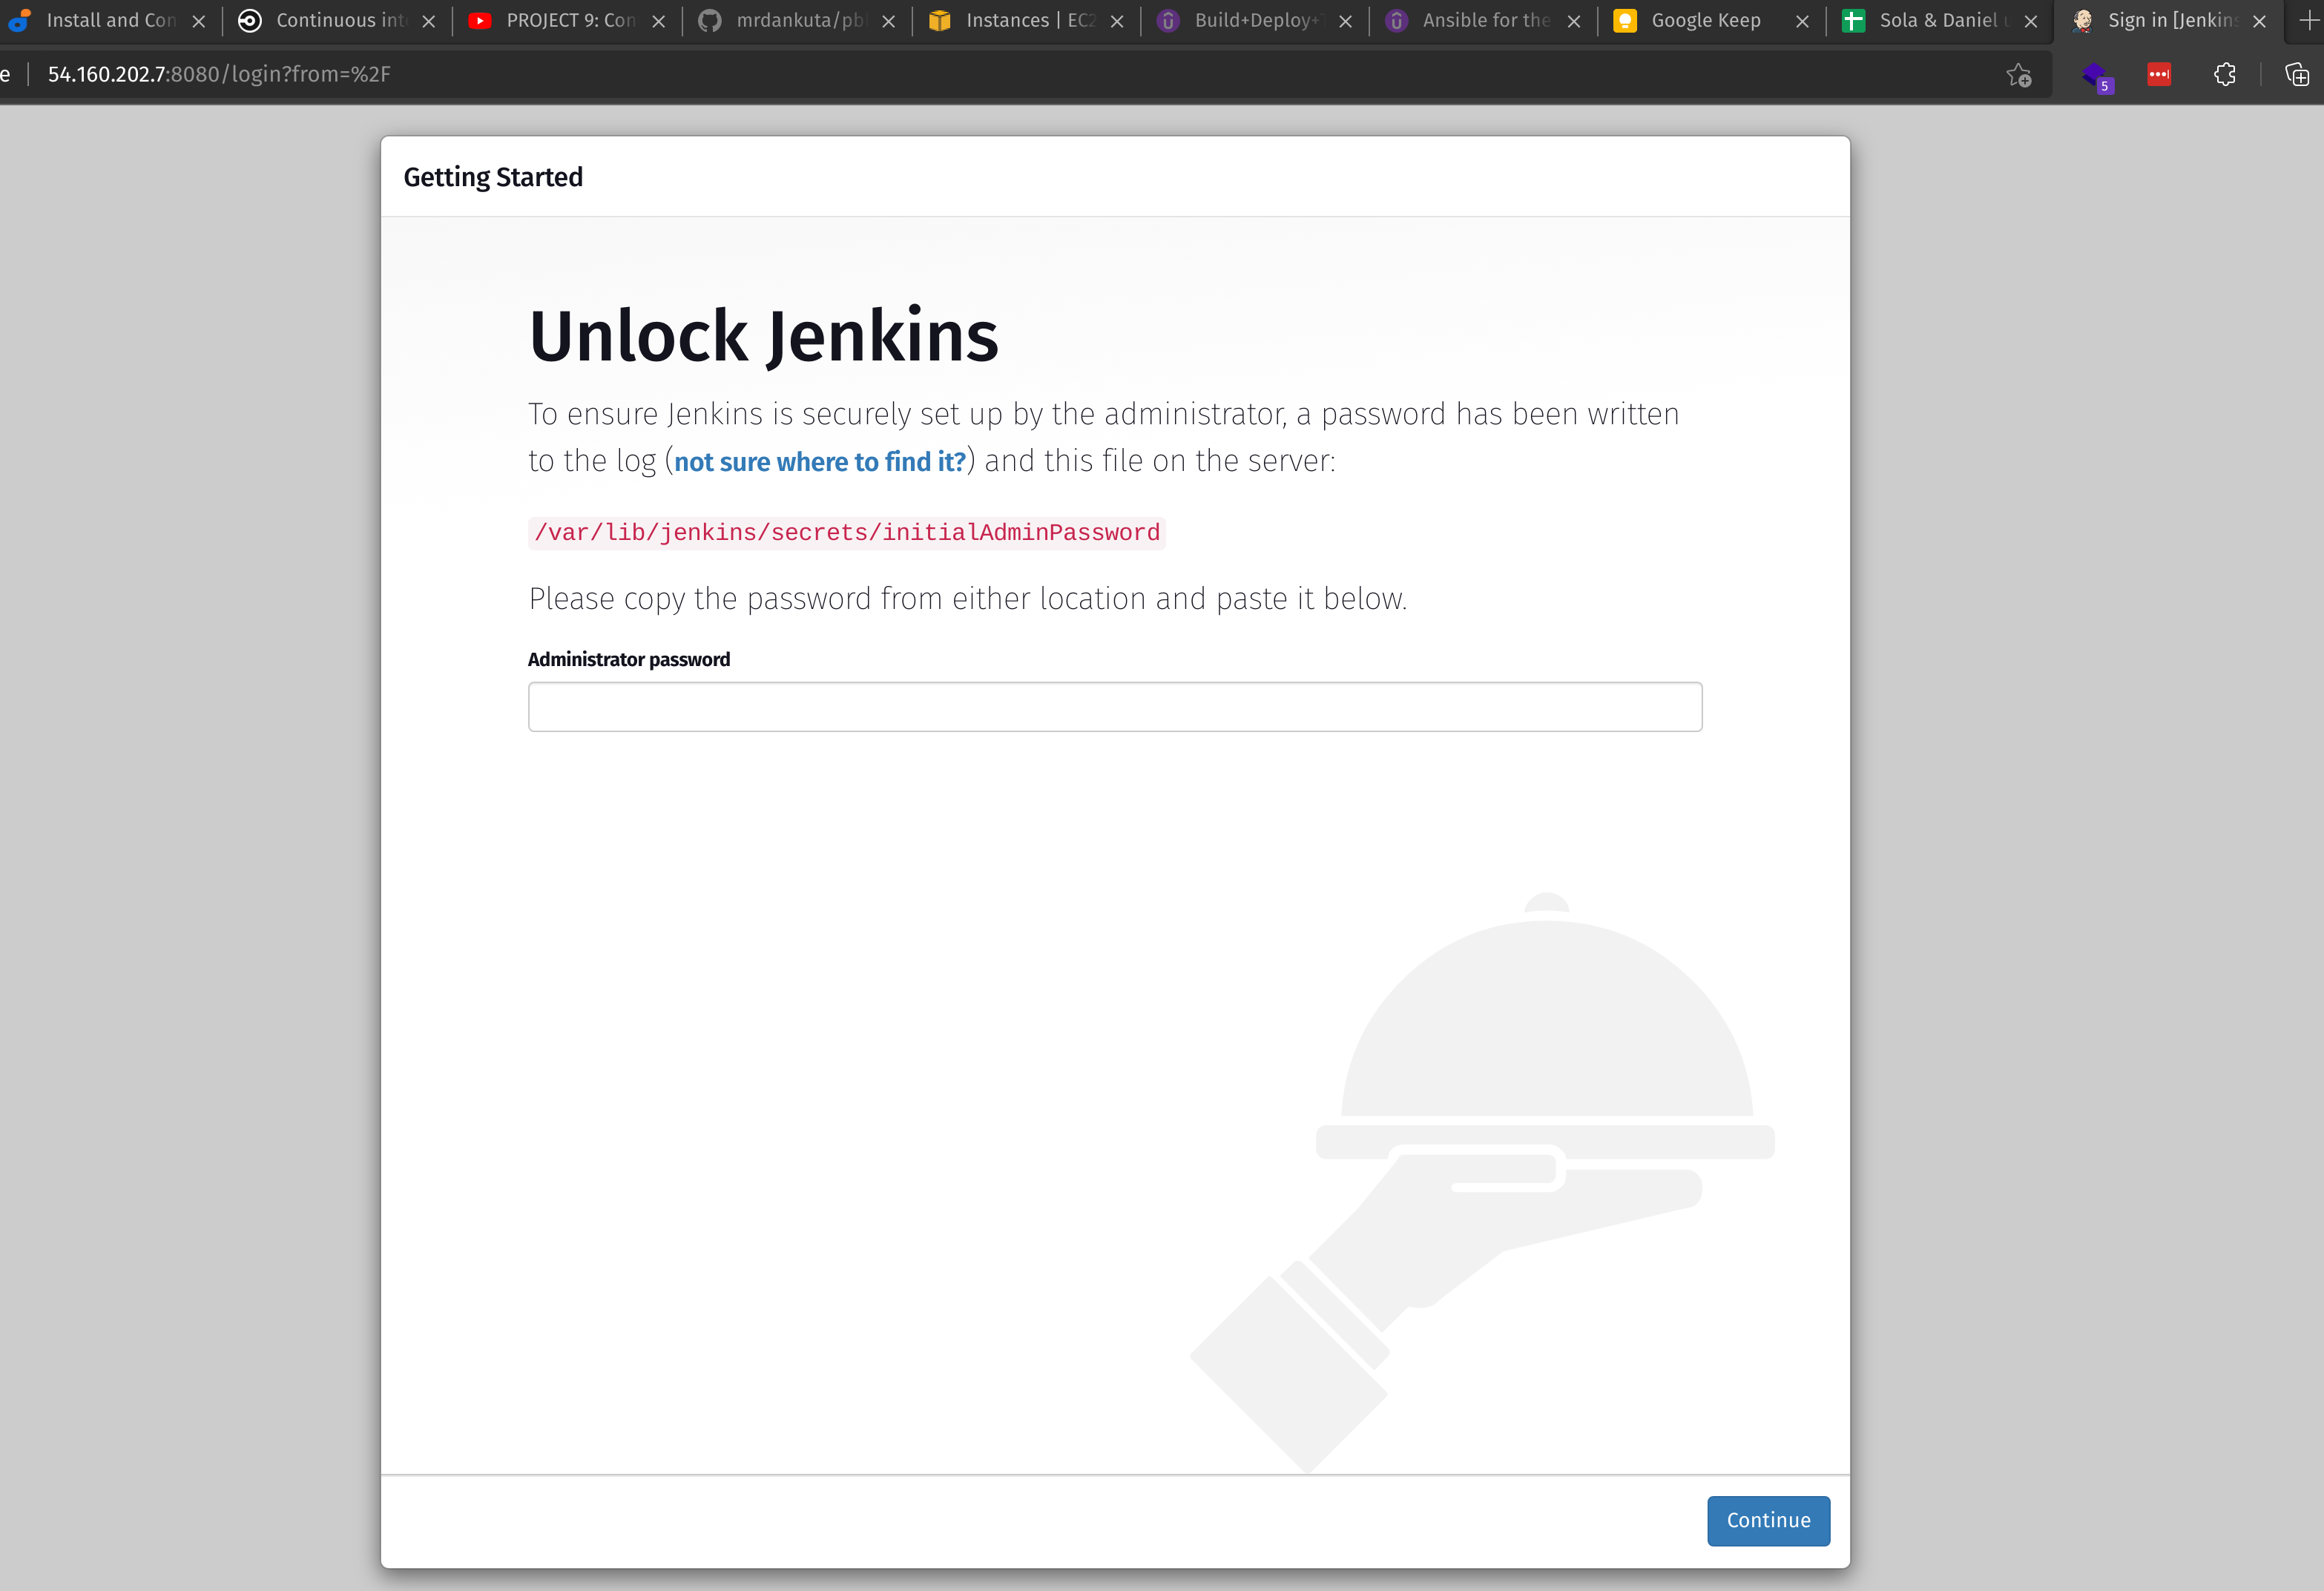 Install and Con
Continuous int
PROJECT 9: Con
mrdankuta/pbl
Instances | EC2
Build+Deploy+T
Ansible for the
Google Keep
Sola & Daniel u
Sign in [Jenkins
e
54.160.202.7:8080/login?from=%2F
5
Getting Started
Unlock Jenkins
To ensure Jenkins is securely set up by the administrator, a password has been written
to the log (not sure where to find it?) and this file on the server:
/var/lib/jenkins/secrets/initialAdminPassword
Please copy the password from either location and paste it below.
Administrator password
Continue